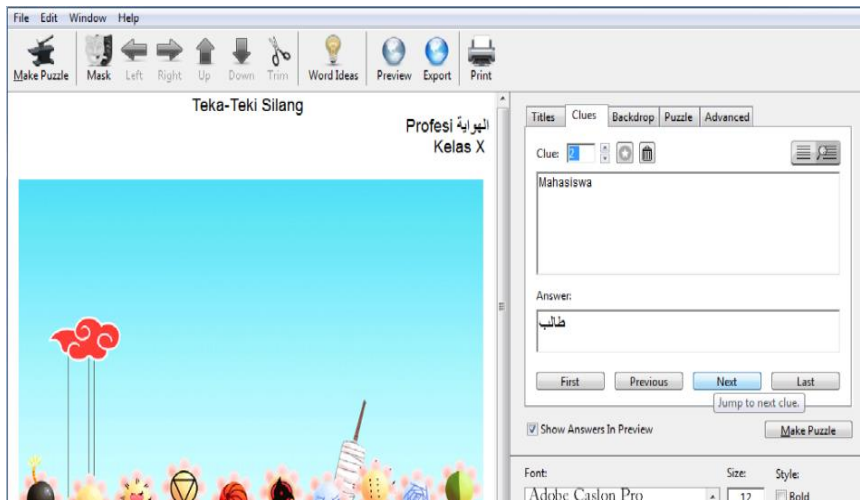 File Edit Window Help
Make Puzzle Mask Left Right Up Down Trim Word Ideas Preview Export Print
Teka-Teki Silang
Profesi الهواية
Kelas X
Titles Clues Backdrop Puzzle Advanced
Clue: 2
Mahasiswa
Answer:
طالب
First Previous Next Last
Jump to next clue.
Show Answers In Preview Make Puzzle
Font: Size: Style:
Adobe Caslon Pro 12 Bold